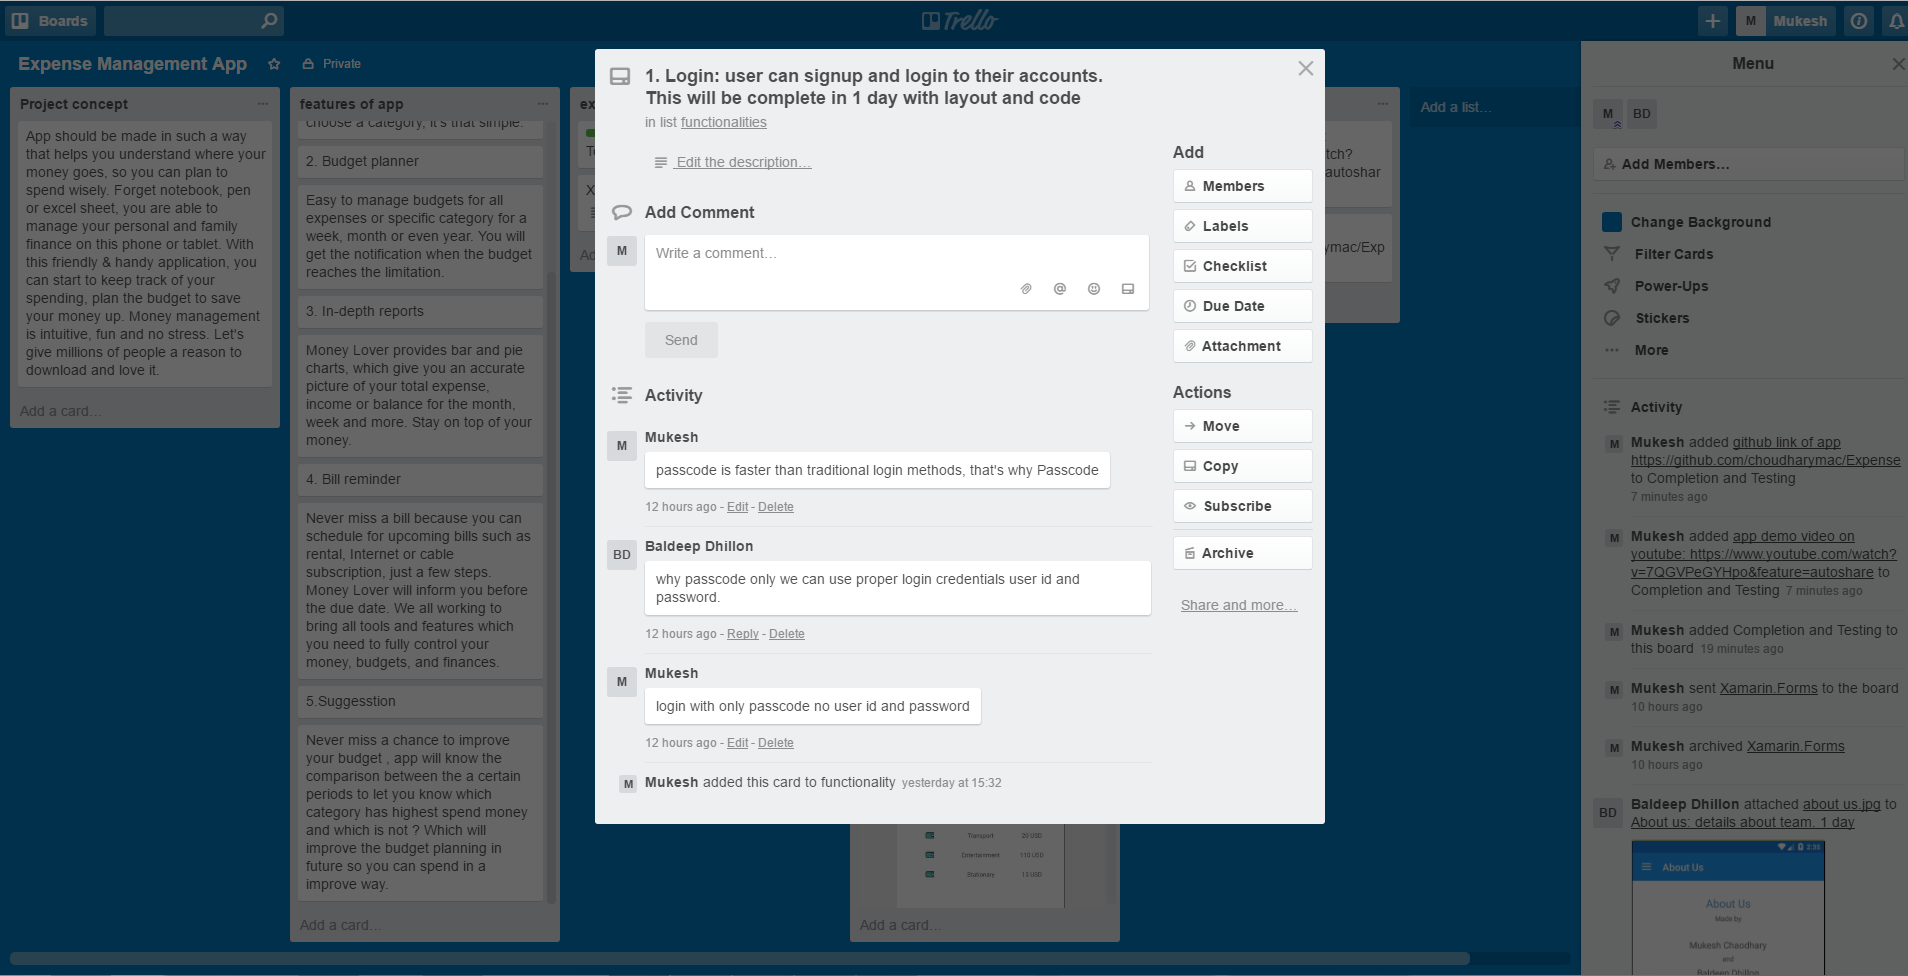 Boards
Trello
M Mukesh
Expense Management App
Private
Project concept
App should be made in such a way
that helps you understand where your
money goes, so you can plan to
spend wisely. Forget notebook, pen
or excel sheet, you are able to
manage your personal and family
finance on this phone or tablet. With
this friendly & handy application, you
can start to keep track of your
spending, plan the budget to save
your money up. Money management
is intuitive, fun and no stress. Let's
give millions of people a reason to
download and love it.
Add a card...
features of app
choose a category, it's that simple.
2. Budget planner
Easy to manage budgets for all
expenses or specific category for a
week, month or even year. You will
get the notification when the budget
reaches the limitation.
3. In-depth reports
Money Lover provides bar and pie
charts, which give you an accurate
picture of your total expense,
income or balance for the month,
week and more. Stay on top of your
money.
4. Bill reminder
Never miss a bill because you can
schedule for upcoming bills such as
rental, Internet or cable
subscription, just a few steps.
Money Lover will inform you before
the due date. We all working to
bring all tools and features which
you need to fully control your
money, budgets, and finances.
5.Suggesstion
Never miss a chance to improve
your budget , app will know the
comparison between the a certain
periods to let you know which
category has highest spend money
and which is not ? Which will
improve the budget planning in
future so you can spend in a
improve way.
Add a card...
1. Login: user can signup and login to their accounts.
This will be complete in 1 day with layout and code
in list functionalities
Edit the description...
Add Comment
M
Write a comment...
Send
Activity
M Mukesh
passcode is faster than traditional login methods, that's why Passcode
12 hours ago - Edit - Delete
BD Baldeep Dhillon
why passcode only we can use proper login credentials user id and
password.
12 hours ago - Reply - Delete
M Mukesh
login with only passcode no user id and password
12 hours ago - Edit - Delete
M Mukesh added this card to functionality yesterday at 15:32
Add
Members
Labels
Checklist
Due Date
Attachment
Actions
Move
Copy
Subscribe
Archive
Share and more...
Transport 20 USD
Entertainment 110 USD
Stationery 13 USD
Add a card...
tch?
autoshar
ymac/Exp
Add a list...
Menu
M BD
Add Members...
Change Background
Filter Cards
Power-Ups
Stickers
More
Activity
M Mukesh added github link of app
https://github.com/choudharymac/Expense
to Completion and Testing
7 minutes ago
M Mukesh added app demo video on
youtube: https://www.youtube.com/watch?
v=7QGVPeGYHpo&feature=autoshare to
Completion and Testing 7 minutes ago
M Mukesh added Completion and Testing to
this board 19 minutes ago
M Mukesh sent Xamarin.Forms to the board
10 hours ago
M Mukesh archived Xamarin.Forms
10 hours ago
BD Baldeep Dhillon attached about us.jpg to
About us: details about team. 1 day
About Us
About Us
Made by
Mukesh Chaodhary
and
Baldeep Dhillon